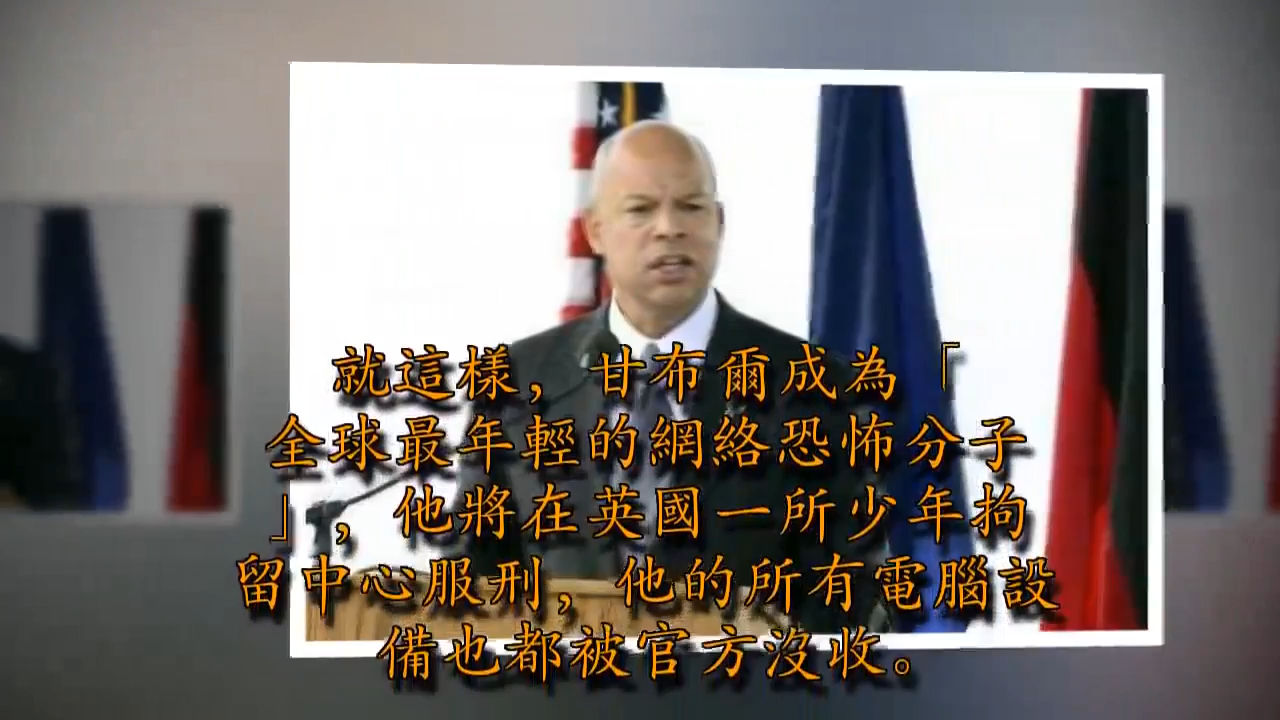 就這樣，甘布爾成為「
全球最年輕的網絡恐怖分子
」，他將在英國一所少年拘
留中心服刑，他的所有電腦設
備也都被官方沒收。